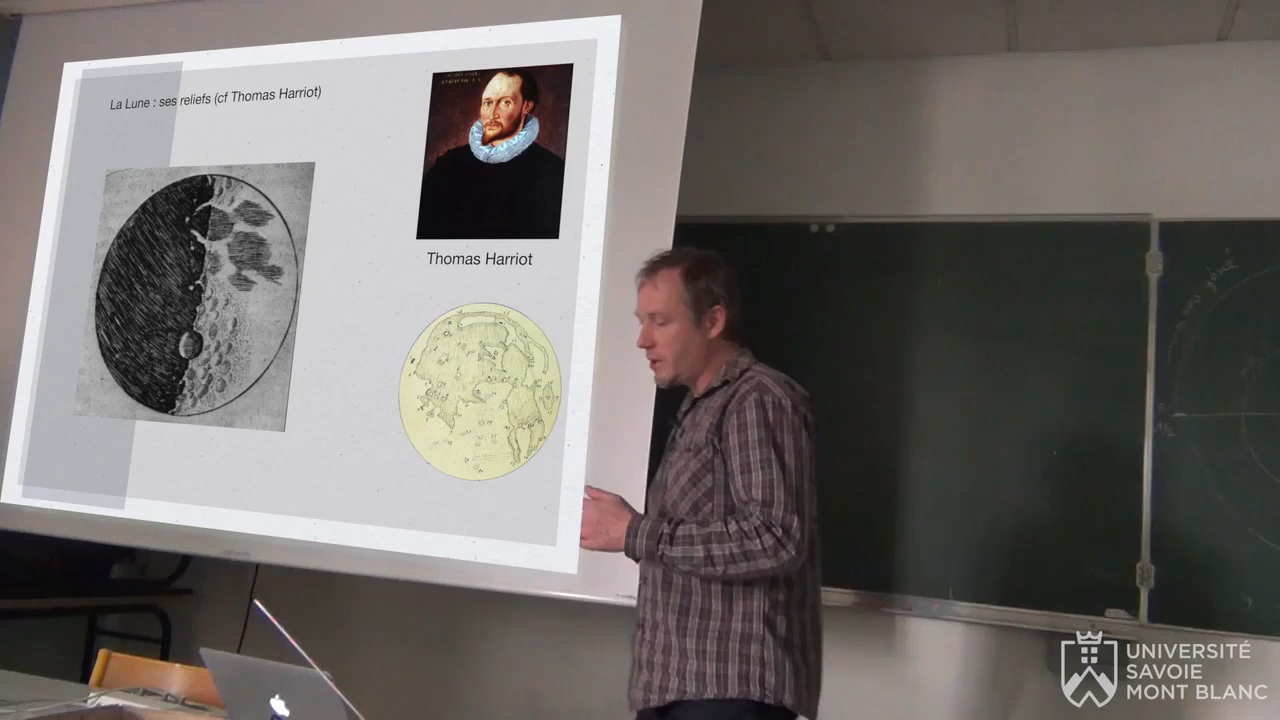 La Lune : ses reliefs (cf Thomas Harriot)
Thomas Harriot
UNIVERSITÉ
SAVOIE
MONT BLANC